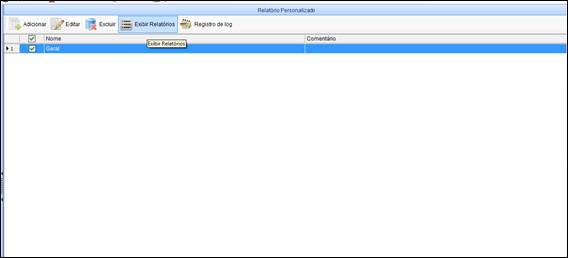 Relatório Personalizado
Adicionar Editar Excluir Exibir Relatórios Registro de log
Nome Comentário
Exibir Relatórios
1 Geral